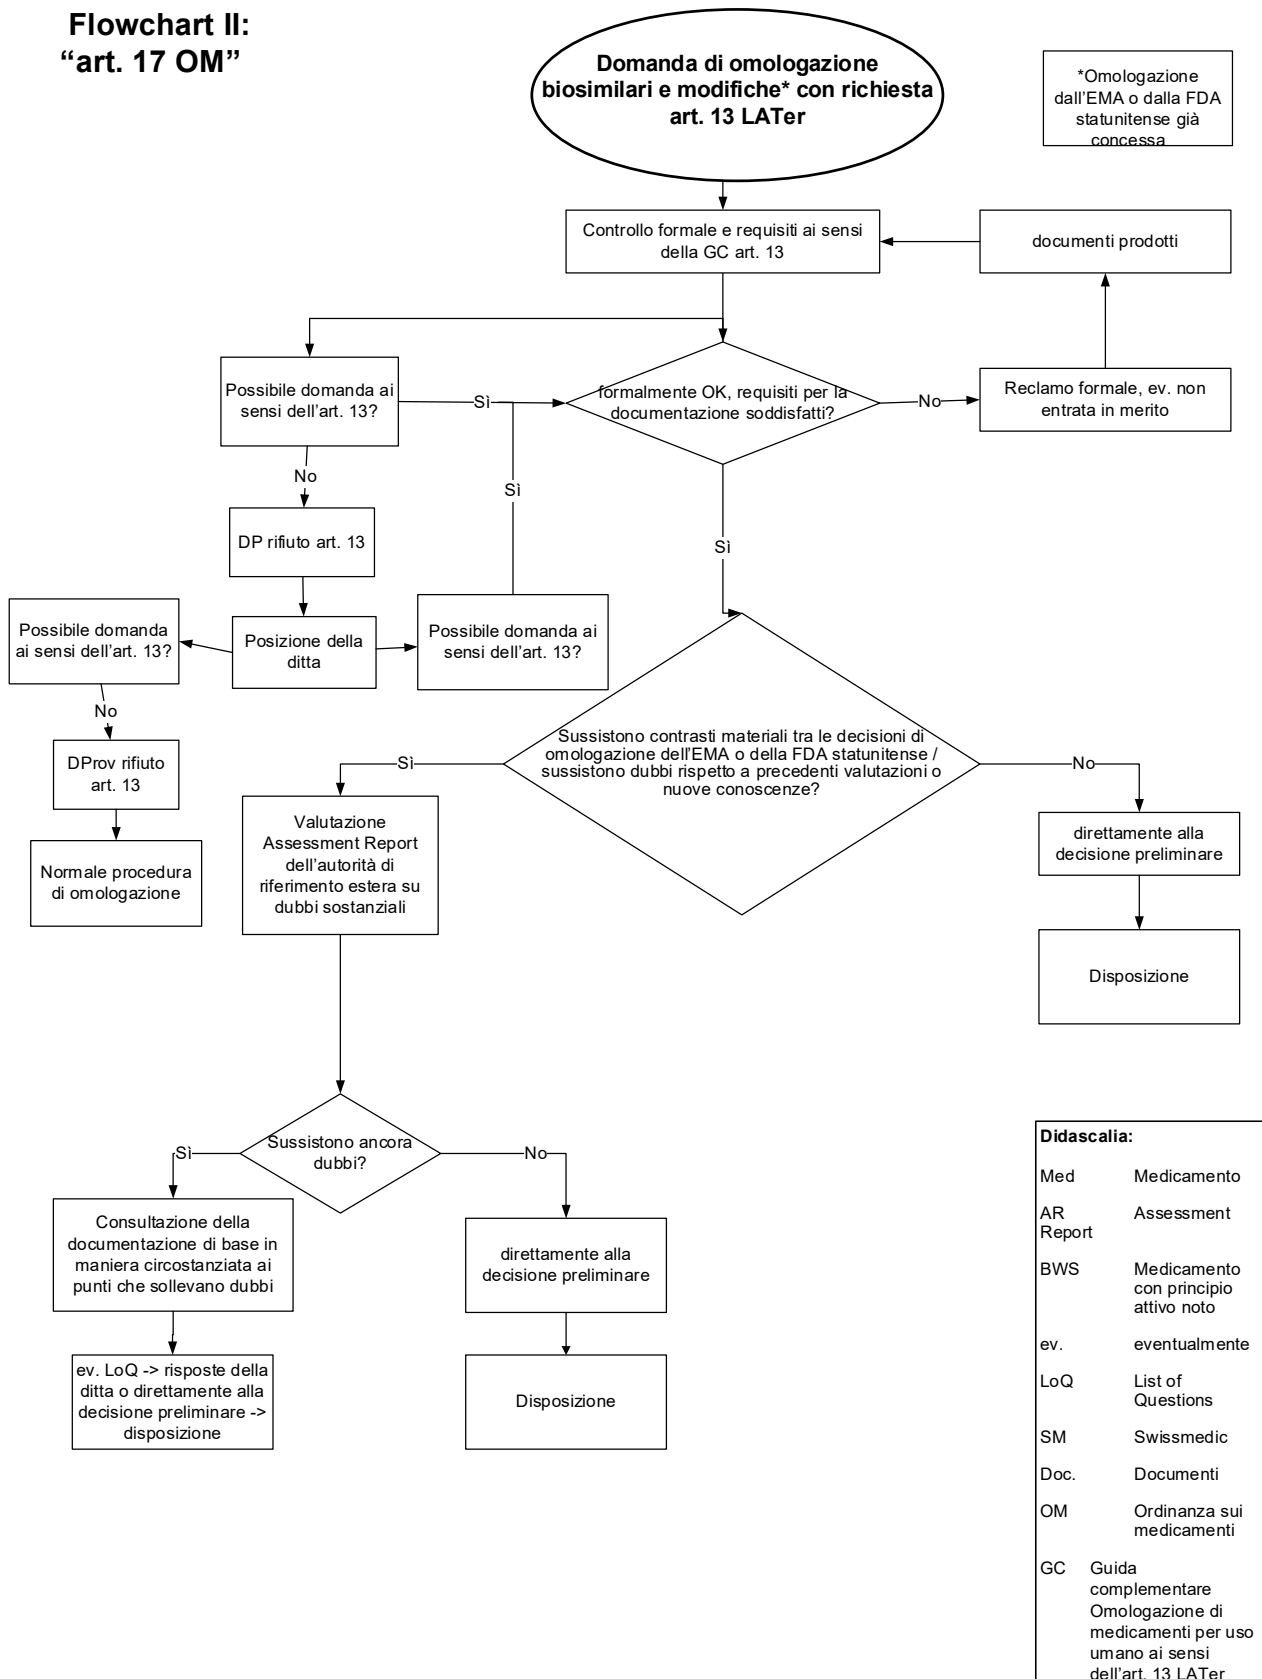 Flowchart II:
“art. 17 OM”
Domanda di omologazione
biosimilari e modifiche* con richiesta
art. 13 LATer
*Omologazione
dall’EMA o dalla FDA
statunitense già
concessa
Controllo formale e requisiti ai sensi
della GC art. 13
documenti prodotti
Possibile domanda ai
sensi dell’art. 13?
Sì
formalmente OK, requisiti per la
documentazione soddisfatti?
No
Reclamo formale, ev. non
entrata in merito
No
Sì
DP rifiuto art. 13
Sì
Possibile domanda
ai sensi dell’art. 13?
Posizione della
ditta
Possibile domanda ai
sensi dell’art. 13?
No
DProv rifiuto
art. 13
Normale procedura
di omologazione
Sussistono contrasti materiali tra le decisioni di
omologazione dell’EMA o della FDA statunitense /
sussistono dubbi rispetto a precedenti valutazioni o
nuove conoscenze?
Sì
No
Valutazione
Assessment Report
dell’autorità di
riferimento estera su
dubbi sostanziali
direttamente alla
decisione preliminare
Disposizione
Sussistono ancora
dubbi?
Sì
No
Consultazione della
documentazione di base in
maniera circostanziata ai
punti che sollevano dubbi
direttamente alla
decisione preliminare
ev. LoQ -> risposte della
ditta o direttamente alla
decisione preliminare ->
disposizione
Disposizione
Didascalia:
Med Medicamento
AR Assessment
Report
BWS Medicamento
con principio
attivo noto
ev. eventualmente
LoQ List of
Questions
SM Swissmedic
Doc. Documenti
OM Ordinanza sui
medicamenti
GC Guida
complementare
Omologazione di
medicamenti per uso
umano ai sensi
dell’art. 13 LATer